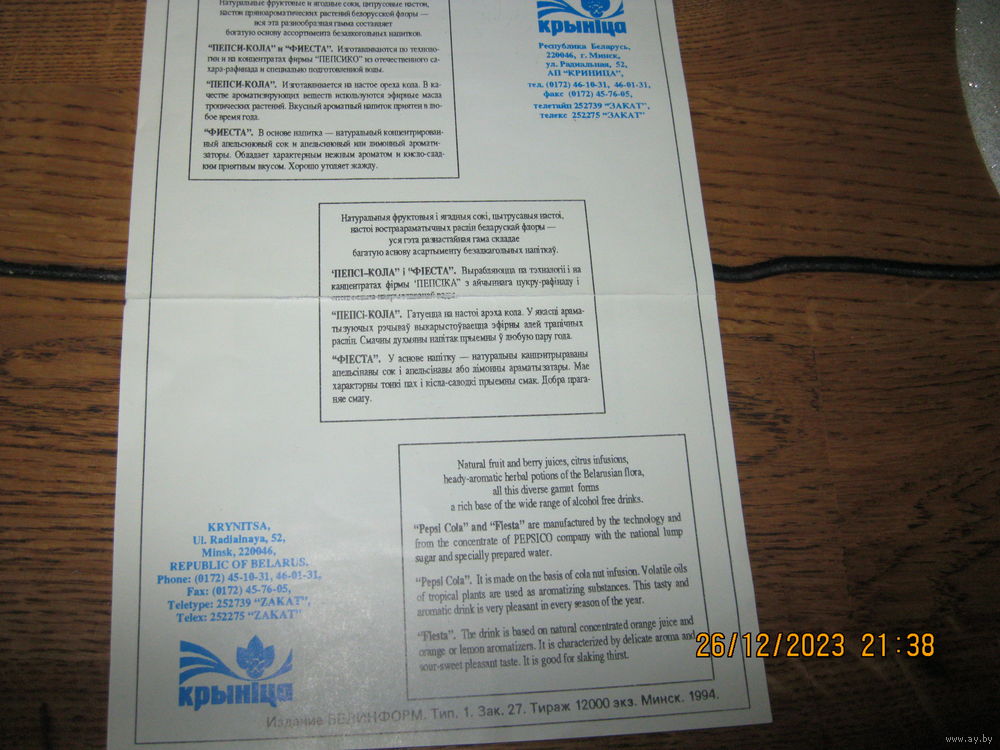 Натуральные фруктовые и ягодные соки, цитрусовые настои,
настои пряноароматических растений белорусской флоры —
вся эта разнообразная гамма составляет
богатую основу ассортимента безалкогольных напитков.
“ПЕПСИ-КОЛА” и “ФИЕСТА”. Изготавливаются по техноло-
гии и на концентратах фирмы “ПЕПСИКО” из отечественного са-
хара-рафинада и специально подготовленной воды.
“ПЕПСИ-КОЛА”. Изготавливается на настое ореха кола. В ка-
честве ароматизирующих веществ используются эфирные масла
тропических растений. Вкусный ароматный напиток приятен в лю-
бое время года.
“ФИЕСТА”. В основе напитка — натуральный концентрирован-
ный апельсиновый сок и апельсиновый или лимонный аромати-
заторы. Обладает характерным нежным ароматом и кисло-слад-
ким приятным вкусом. Хорошо утоляет жажду.
крынiца
Республика Беларусь,
220046, г. Минск,
ул. Радиальная, 52,
АП “КРИНИЦА”,
тел. (0172) 46-10-31, 46-01-31,
факс (0172) 45-76-05,
телетайп 252739 “ЗАКАТ”,
телекс 252275 “ЗАКАТ”
Натуральныя фруктовыя і ягадныя сокі, цытрусавыя настоі,
настоі востраараматычных раслін беларускай флоры —
уся гэта разнастайная гама складае
багатую аснову асартыменту безалкагольных напіткаў.
‘ПЕПСІ–КОЛА” і “ФІЕСТА”. Вырабляюцца па тэхналогіі і на
канцентратах фірмы ‘ПЕПСІКА” з айчыннага цукру-рафінаду і
“ПЕПСІ-КОЛА”. Гатуецца на настоі арэха кола. У якасці арама-
тызуючых рэчываў выкарыстоўваецца эфірны алей трапічных
раслін. Смачны духмяны напітак прыемны ў любую пару года.
“ФІЕСТА”. У аснове напітку — натуральны канцэнтрыраваны
апельсінавы сок і апельсінавы або лімонны араматызатары. Мае
характэрны тонкі пах і кісла-салодкі прыемны смак. Добра прага-
няе смагу.
Natural fruit and berry juices, citrus infusions,
heady-aromatic herbal potions of the Belarusian flora,
all this diverse gamut forms
a rich base of the wide range of alcohol free drinks.
“Pepsi Cola” and “Fiesta” are manufactured by the technology and
from the concentrate of PEPSICO company with the national lump
sugar and specially prepared water.
“Pepsi Cola”. It is made on the basis of cola nut infusion. Volatile oils
of tropical plants are used as aromatizing substances. This tasty and
aromatic drink is very pleasant in every season of the year.
“Fiesta”. The drink is based on natural concentrated orange juice and
orange or lemon aromatizers. It is characterized by delicate aroma and
sour-sweet pleasant taste. It is good for slaking thirst.
KRYNITSA,
Ul. Radialnaya, 52,
Minsk, 220046,
REPUBLIC OF BELARUS.
Phone: (0172) 45-10-31, 46-01-31,
Fax: (0172) 45-76-05,
Teletype: 252739 “ZAKAT”,
Telex: 252275 “ZAKAT”
крынiца
Издание БЕЛИНФОРМ. Тип. 1. Зак. 27. Тираж 12000 экз. Минск. 1994.
26/12/2023 21:38
www.ay.by